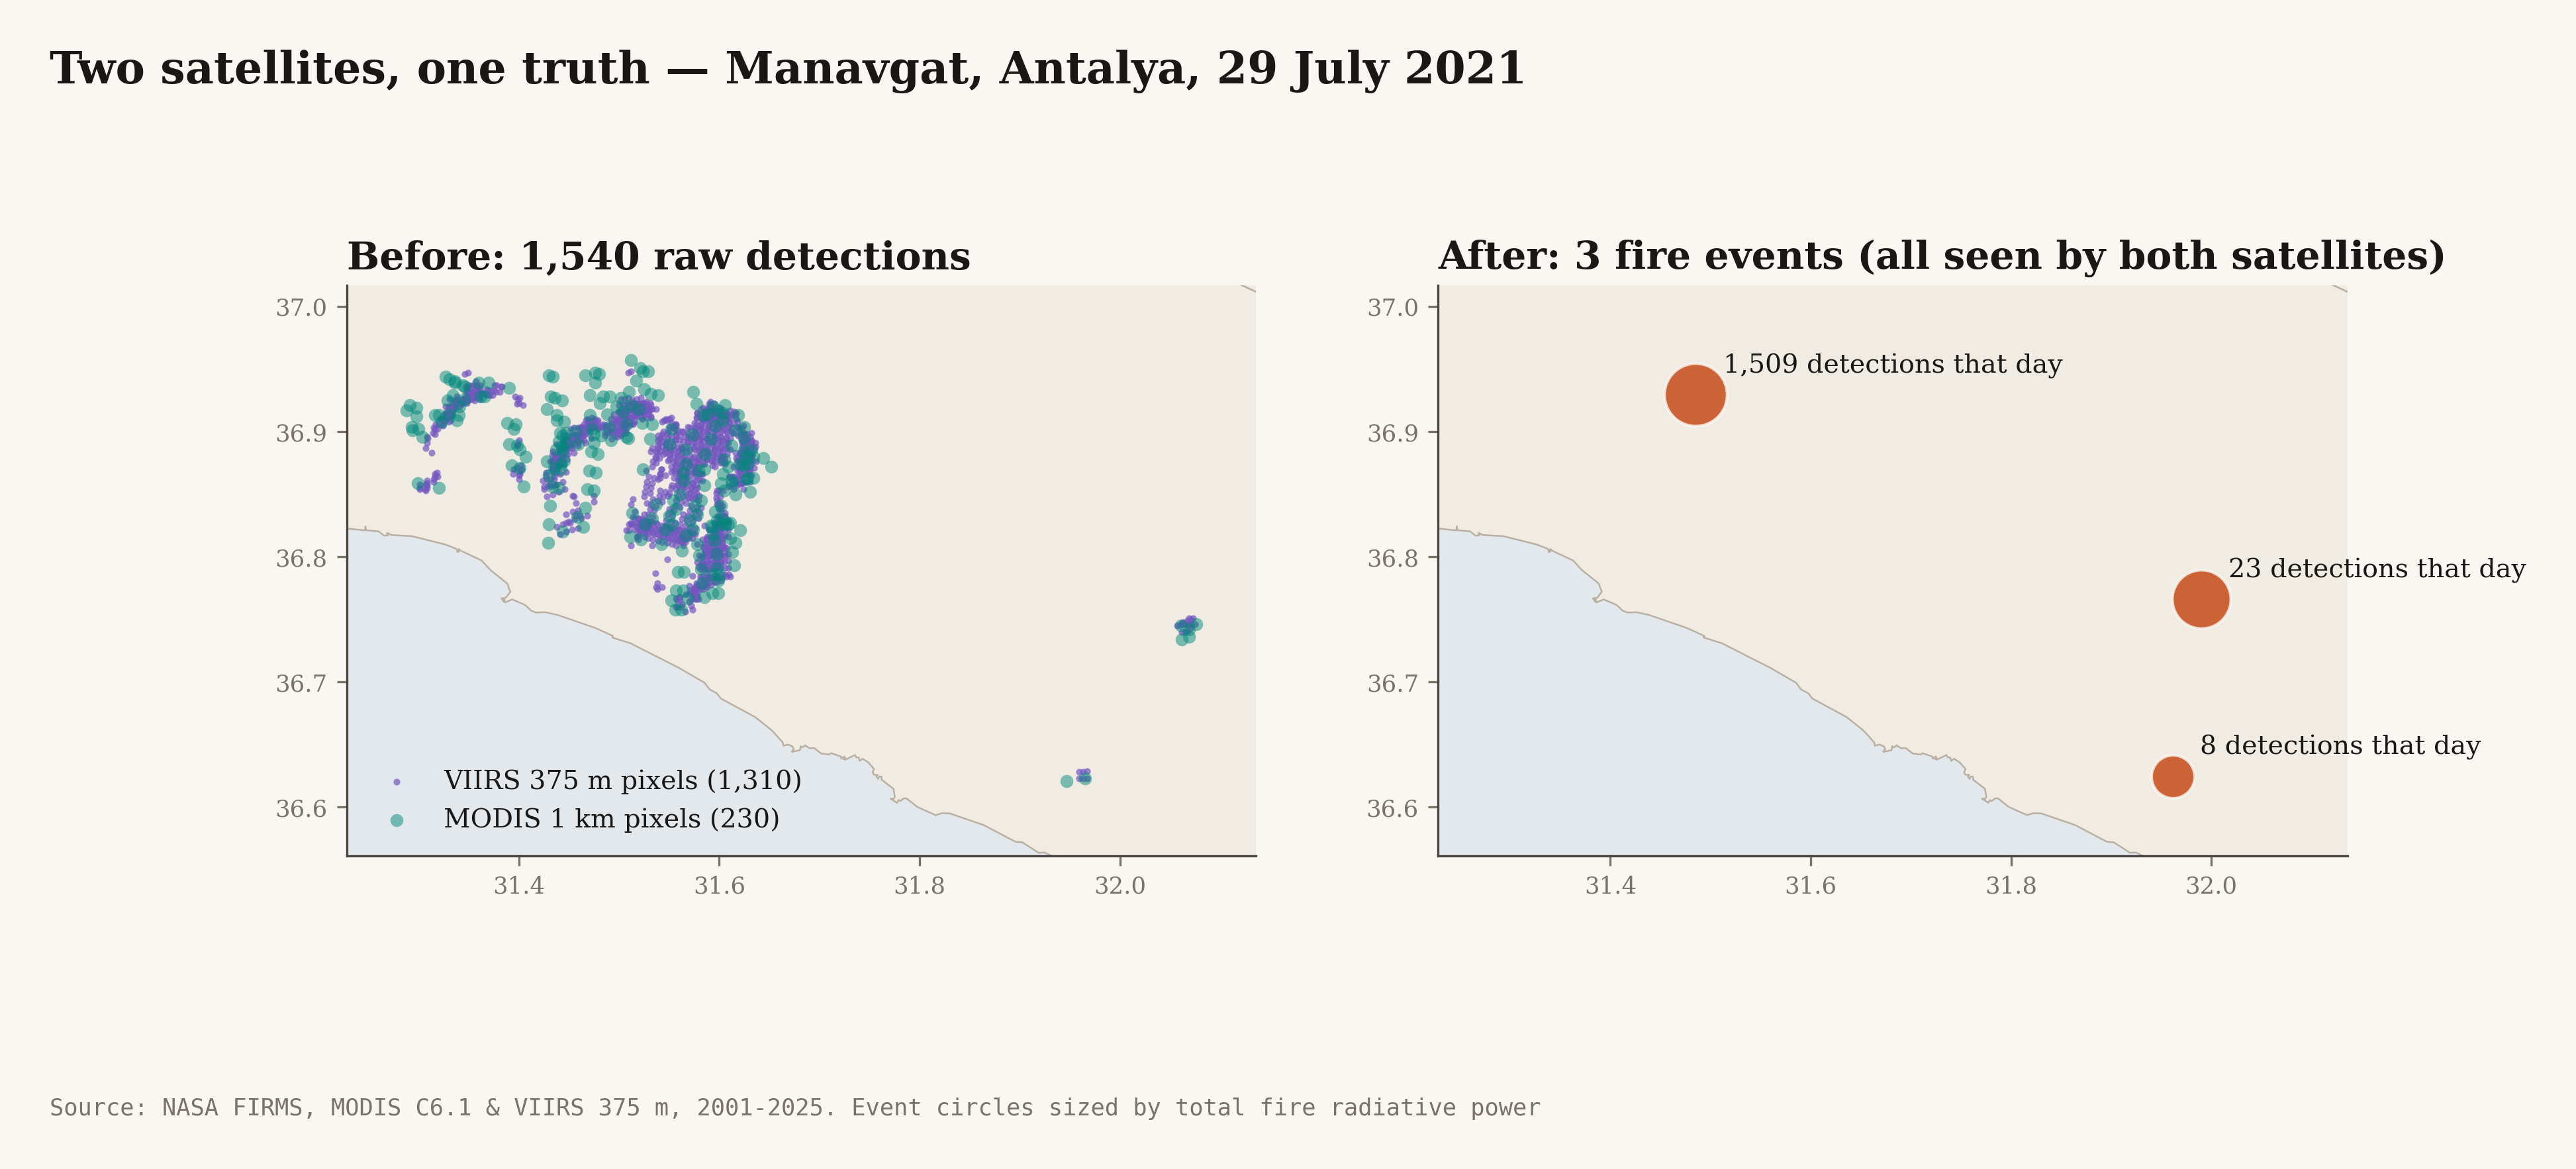 Two satellites, one truth — Manavgat, Antalya, 29 July 2021
Before: 1,540 raw detections
37.0
36.9
36.8
36.7
36.6
VIIRS 375 m pixels (1,310)
MODIS 1 km pixels (230)
31.4
31.6
31.8
32.0
After: 3 fire events (all seen by both satellites)
37.0
36.9
36.8
36.7
36.6
1,509 detections that day
23 detections that day
8 detections that day
31.4
31.6
31.8
32.0
Source: NASA FIRMS, MODIS C6.1 & VIIRS 375 m, 2001-2025. Event circles sized by total fire radiative power